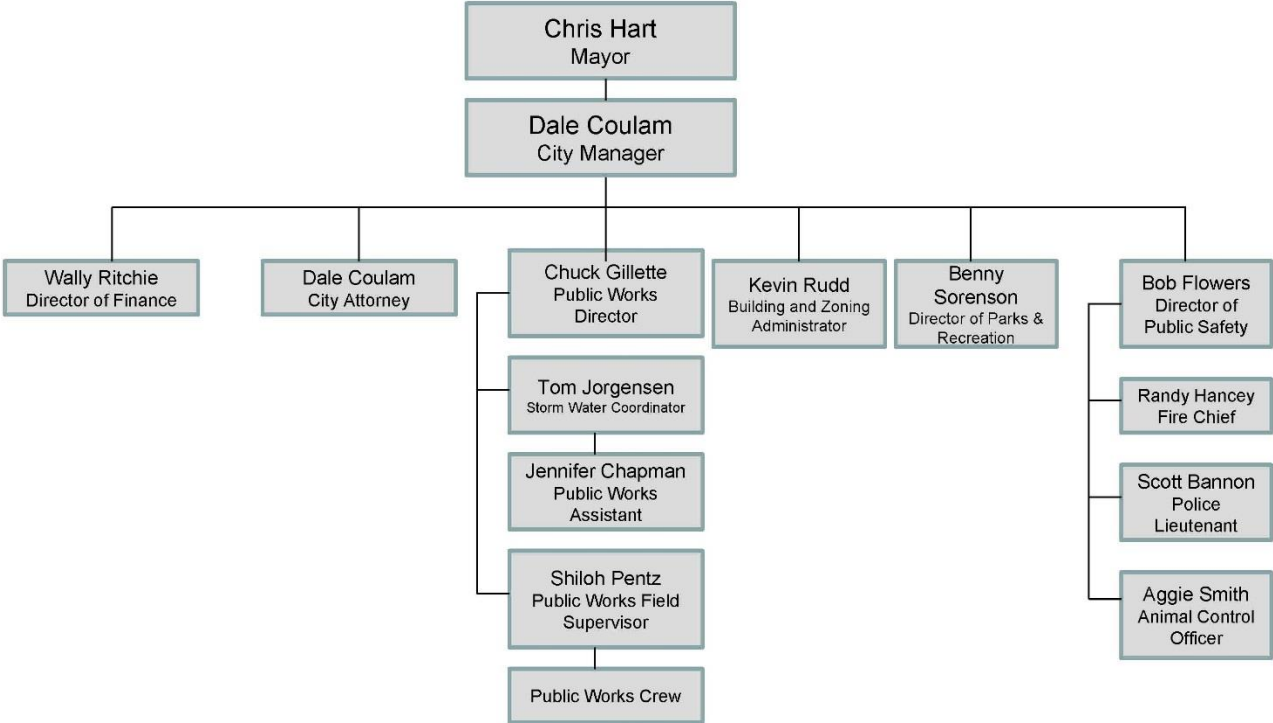 Chris Hart
Mayor
Dale Coulam
City Manager
Wally Ritchie
Director of Finance
Dale Coulam
City Attorney
Chuck Gillette
Public Works
Director
Kevin Rudd
Building and Zoning
Administrator
Benny
Sorenson
Director of Parks &
Recreation
Bob Flowers
Director of
Public Safety
Tom Jorgensen
Storm Water Coordinator
Jennifer Chapman
Public Works
Assistant
Shiloh Pentz
Public Works Field
Supervisor
Public Works Crew
Randy Hancey
Fire Chief
Scott Bannon
Police
Lieutenant
Aggie Smith
Animal Control
Officer